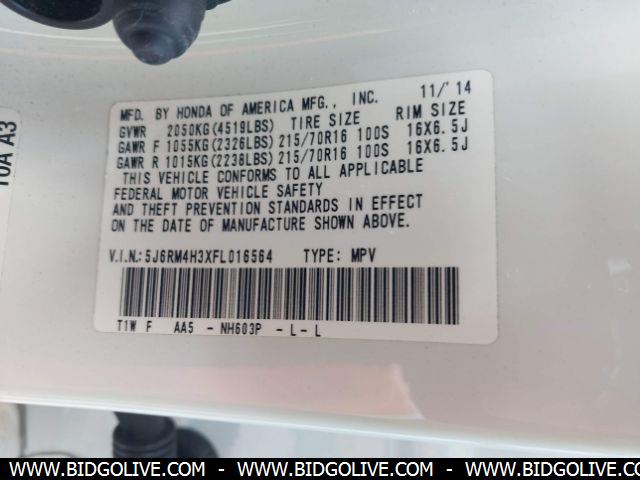 MFD. BY HONDA OF AMERICA MFG., INC. 11/'14
GVWR 2050KG(4519LBS) TIRE SIZE RIM SIZE
GAWR F 1055KG(2326LBS)215/70R16 100S 16X6.5J
GAWR R 1015KG(2238LBS)215/70R16 100S 16X6.5J
THIS VEHICLE CONFORMS TO ALL APPLICABLE
FEDERAL MOTOR VEHICLE SAFETY
AND THEFT PREVENTION STANDARDS IN EFFECT
ON THE DATE OF MANUFACTURE SHOWN ABOVE.
V.I.N.:5J6RM4H3XFL016564 TYPE: MPV
T1W F AA5 - NH603P - L - L
10A A3
WWW.BIDGOLIVE.COM - WWW.BIDGOLIVE.COM - WWW.BIDGOLIVE.COM